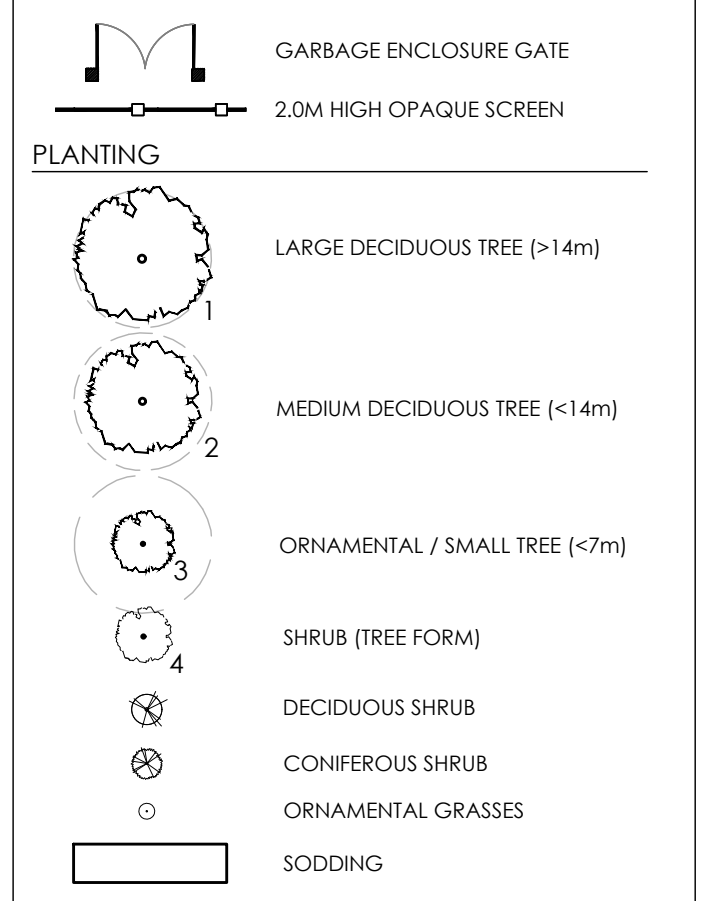 GARBAGE ENCLOSURE GATE
2.0M HIGH OPAQUE SCREEN
PLANTING
LARGE DECIDUOUS TREE (>14m)
1
MEDIUM DECIDUOUS TREE (<14m)
2
ORNAMENTAL / SMALL TREE (<7m)
3
SHRUB (TREE FORM)
4
DECIDUOUS SHRUB
CONIFEROUS SHRUB
ORNAMENTAL GRASSES
SODDING